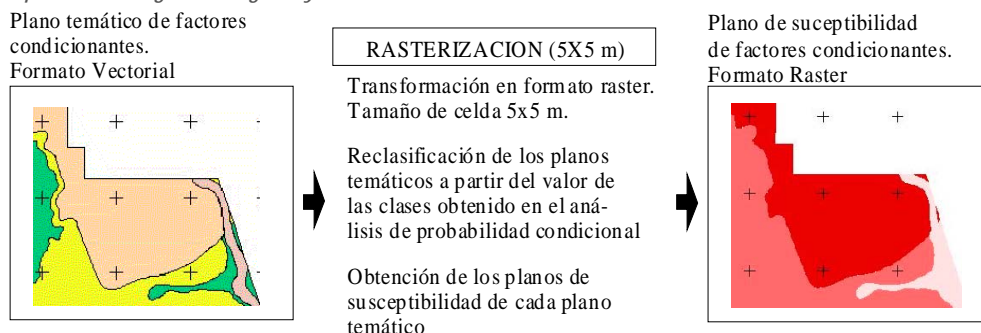 Plano temático de factores
condicionantes.
Formato Vectorial
RASTERIZACION (5X5 m)
Transformación en formato raster.
Tamaño de celda 5x5 m.
Reclasificación de los planos
temáticos a partir del valor de
las clases obtenido en el aná-
lisis de probabilidad condicional
Obtención de los planos de
susceptibilidad de cada plano
temático
Plano de suceptibilidad
de factores condicionantes.
Formato Raster